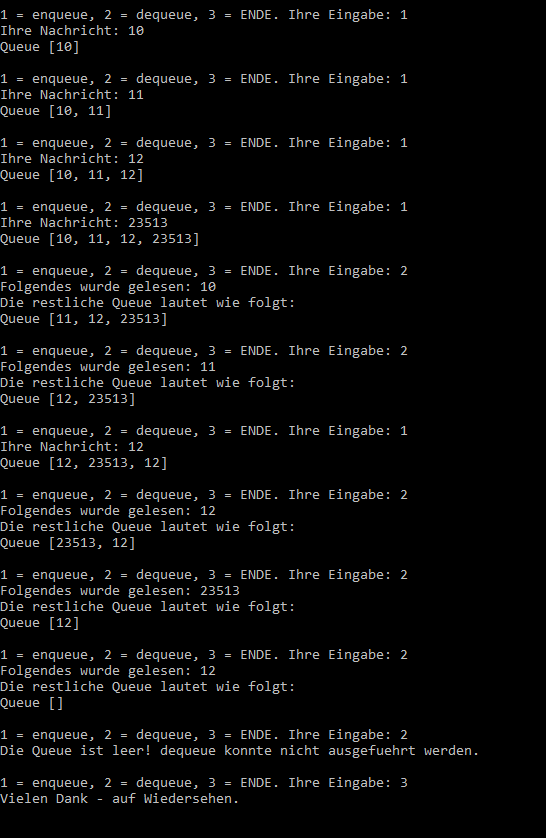 1 = enqueue, 2 = dequeue, 3 = ENDE. Ihre Eingabe: 1
Ihre Nachricht: 10
Queue [10]
1 = enqueue, 2 = dequeue, 3 = ENDE. Ihre Eingabe: 1
Ihre Nachricht: 11
Queue [10, 11]
1 = enqueue, 2 = dequeue, 3 = ENDE. Ihre Eingabe: 1
Ihre Nachricht: 12
Queue [10, 11, 12]
1 = enqueue, 2 = dequeue, 3 = ENDE. Ihre Eingabe: 1
Ihre Nachricht: 23513
Queue [10, 11, 12, 23513]
1 = enqueue, 2 = dequeue, 3 = ENDE. Ihre Eingabe: 2
Folgendes wurde gelesen: 10
Die restliche Queue lautet wie folgt:
Queue [11, 12, 23513]
1 = enqueue, 2 = dequeue, 3 = ENDE. Ihre Eingabe: 2
Folgendes wurde gelesen: 11
Die restliche Queue lautet wie folgt:
Queue [12, 23513]
1 = enqueue, 2 = dequeue, 3 = ENDE. Ihre Eingabe: 1
Ihre Nachricht: 12
Queue [12, 23513, 12]
1 = enqueue, 2 = dequeue, 3 = ENDE. Ihre Eingabe: 2
Folgendes wurde gelesen: 12
Die restliche Queue lautet wie folgt:
Queue [23513, 12]
1 = enqueue, 2 = dequeue, 3 = ENDE. Ihre Eingabe: 2
Folgendes wurde gelesen: 23513
Die restliche Queue lautet wie folgt:
Queue [12]
1 = enqueue, 2 = dequeue, 3 = ENDE. Ihre Eingabe: 2
Folgendes wurde gelesen: 12
Die restliche Queue lautet wie folgt:
Queue []
1 = enqueue, 2 = dequeue, 3 = ENDE. Ihre Eingabe: 2
Die Queue ist leer! dequeue konnte nicht ausgefuehrt werden.
1 = enqueue, 2 = dequeue, 3 = ENDE. Ihre Eingabe: 3
Vielen Dank - auf Wiedersehen.